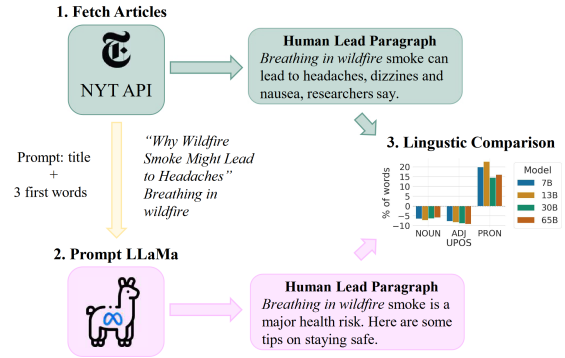 1. Fetch Articles
NYT API
Human Lead Paragraph
Breathing in wildfire smoke can
lead to headaches, dizzines and
nausea, researchers say.
Prompt: title
+
3 first words
“Why Wildfire
Smoke Might Lead
to Headaches”
Breathing in
wildfire
3. Lingustic Comparison
% of words
20
15
10
5
0
−5
−10
NOUN ADJ PRON
UPOS
Model
7B
13B
30B
65B
2. Prompt LLaMa
Human Lead Paragraph
Breathing in wildfire smoke is a
major health risk. Here are some
tips on staying safe.